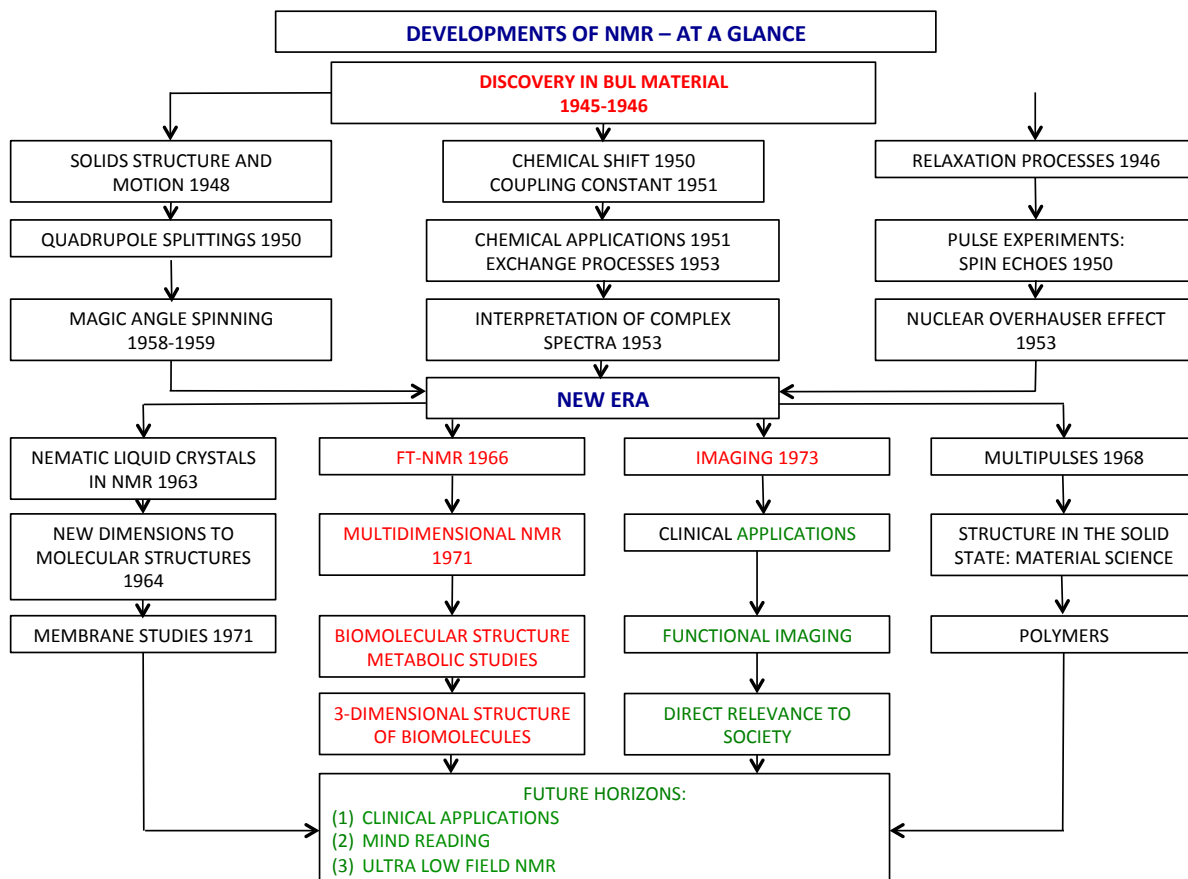 DEVELOPMENTS OF NMR – AT A GLANCE
DISCOVERY IN BUL MATERIAL
1945-1946
SOLIDS STRUCTURE AND
MOTION 1948
CHEMICAL SHIFT 1950
COUPLING CONSTANT 1951
RELAXATION PROCESSES 1946
QUADRUPOLE SPLITTINGS 1950
CHEMICAL APPLICATIONS 1951
EXCHANGE PROCESSES 1953
PULSE EXPERIMENTS:
SPIN ECHOES 1950
MAGIC ANGLE SPINNING
1958-1959
INTERPRETATION OF COMPLEX
SPECTRA 1953
NUCLEAR OVERHAUSER EFFECT
1953
NEW ERA
NEMATIC LIQUID CRYSTALS
IN NMR 1963
FT-NMR 1966
IMAGING 1973
MULTIPULSES 1968
NEW DIMENSIONS TO
MOLECULAR STRUCTURES
1964
MULTIDIMENSIONAL NMR
1971
CLINICAL APPLICATIONS
STRUCTURE IN THE SOLID
STATE: MATERIAL SCIENCE
MEMBRANE STUDIES 1971
BIOMOLECULAR STRUCTURE
METABOLIC STUDIES
FUNCTIONAL IMAGING
POLYMERS
3-DIMENSIONAL STRUCTURE
OF BIOMOLECULES
DIRECT RELEVANCE TO
SOCIETY
FUTURE HORIZONS:
(1) CLINICAL APPLICATIONS
(2) MIND READING
(3) ULTRA LOW FIELD NMR